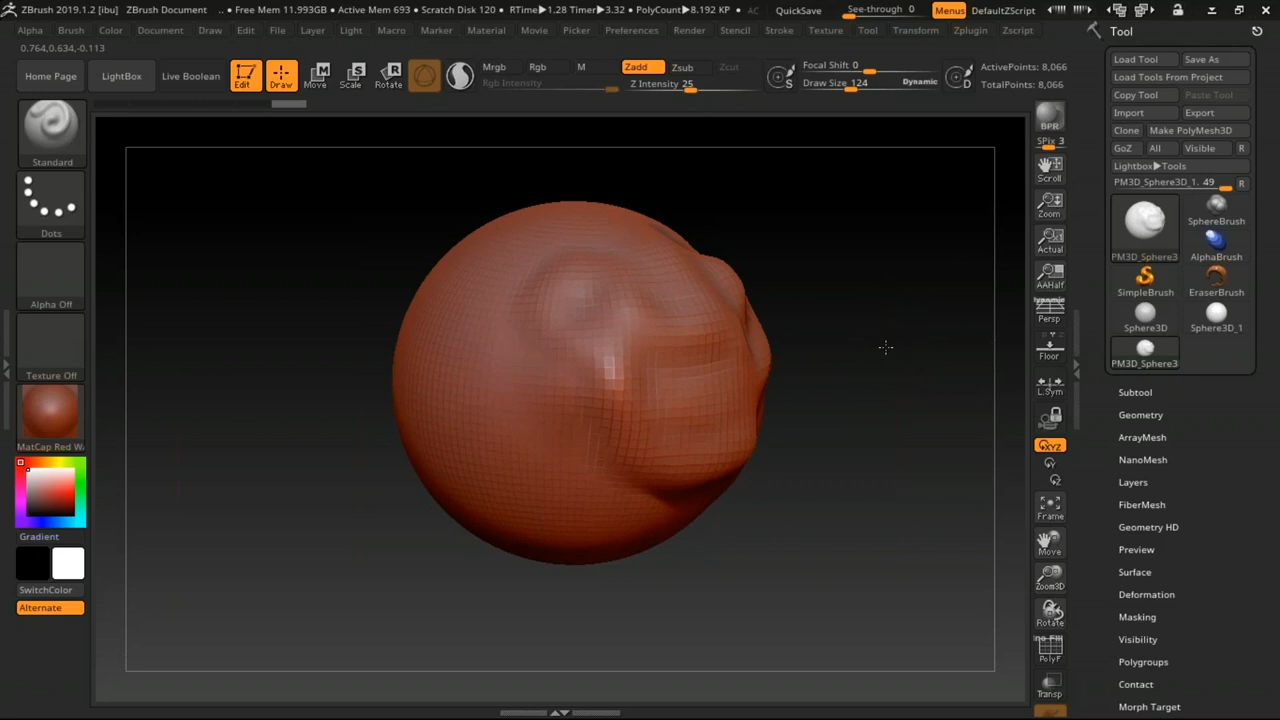 ZBrush 2019.1.2 [ibu] ZBrush Document . . . ● Free Mem 11.993GB ● Active Mem 693 ● Scratch Disk 120 ● RTime►1.28 Timer►3.32 ● PolyCount►8.192 KP ● AC QuickSave See-through 0 Menus DefaultZScript
Alpha Brush Color Document Draw Edit File Layer Light Macro Marker Material Movie Picker Preferences Render Stencil Stroke Texture Tool Transform Zplugin Zscript
0.764,0.634,-0.113
Home Page
LightBox
Live Boolean
Edit
Draw
Move
Scale
Rotate
Mrgb Rgb M
Rgb Intensity
Zadd Zsub Zcut
Z Intensity 25
S
Focal Shift 0
Draw Size 124 Dynamic
D
ActivePoints: 8,066
TotalPoints: 8,066
Standard
Dots
Alpha Off
Texture Off
MatCap Red W
Gradient
SwitchColor
Alternate
BPR
SPix 3
Scroll
Zoom
Actual
AAHalf
Persp
Floor
L.Sym
XYZ
Y
Z
Frame
Move
Zoom3D
Rotate
PolyF
Transp
Tool
Load Tool Save As
Load Tools From Project
Copy Tool Paste Tool
Import Export
Clone Make PolyMesh3D
GoZ All Visible R
Lightbox►Tools
PM3D_Sphere3D_1. 49 R
PM3D_Sphere3
SphereBrush
AlphaBrush
SimpleBrush EraserBrush
Sphere3D Sphere3D_1
PM3D_Sphere3
Subtool
Geometry
ArrayMesh
NanoMesh
Layers
FiberMesh
Geometry HD
Preview
Surface
Deformation
Masking
Visibility
Polygroups
Contact
Morph Target